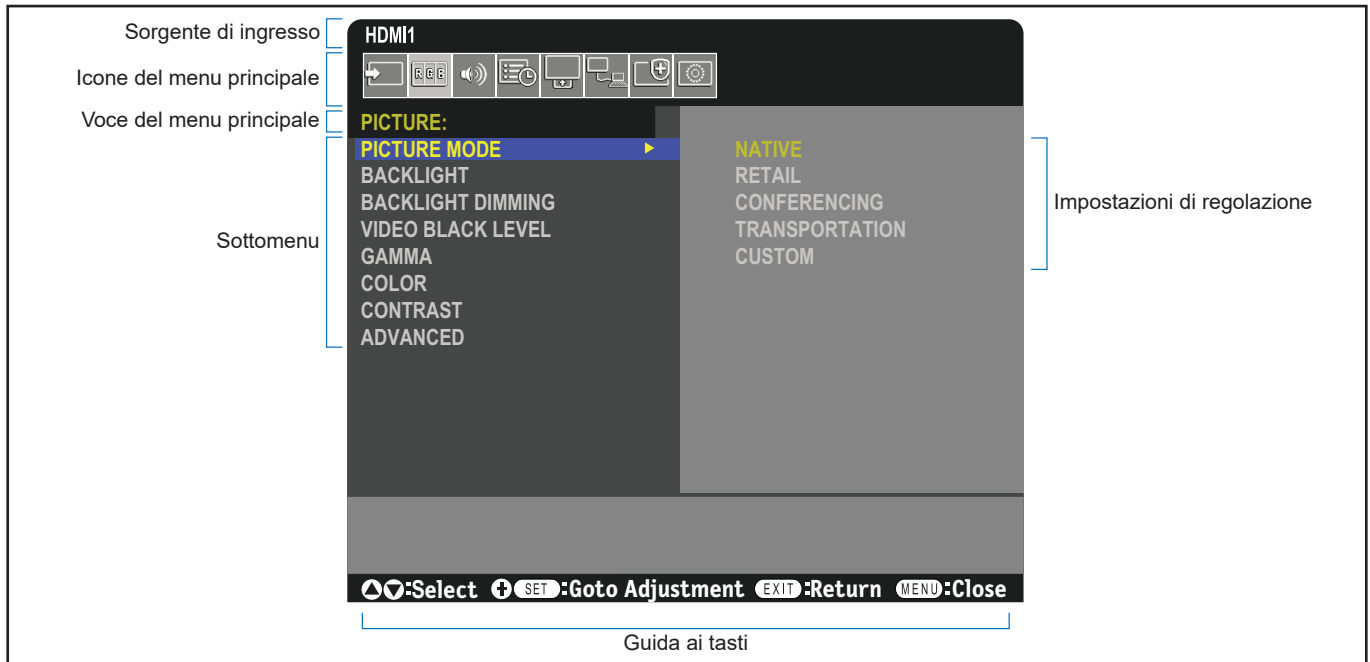 Sorgente di ingresso
HDMI1
Icone del menu principale
RGB
Voce del menu principale
PICTURE:
Sottomenu
PICTURE MODE
BACKLIGHT
BACKLIGHT DIMMING
VIDEO BLACK LEVEL
GAMMA
COLOR
CONTRAST
ADVANCED
NATIVE
RETAIL
CONFERENCING
TRANSPORTATION
CUSTOM
Impostazioni di regolazione
:Select SET:Goto Adjustment EXIT:Return MENU:Close
Guida ai tasti